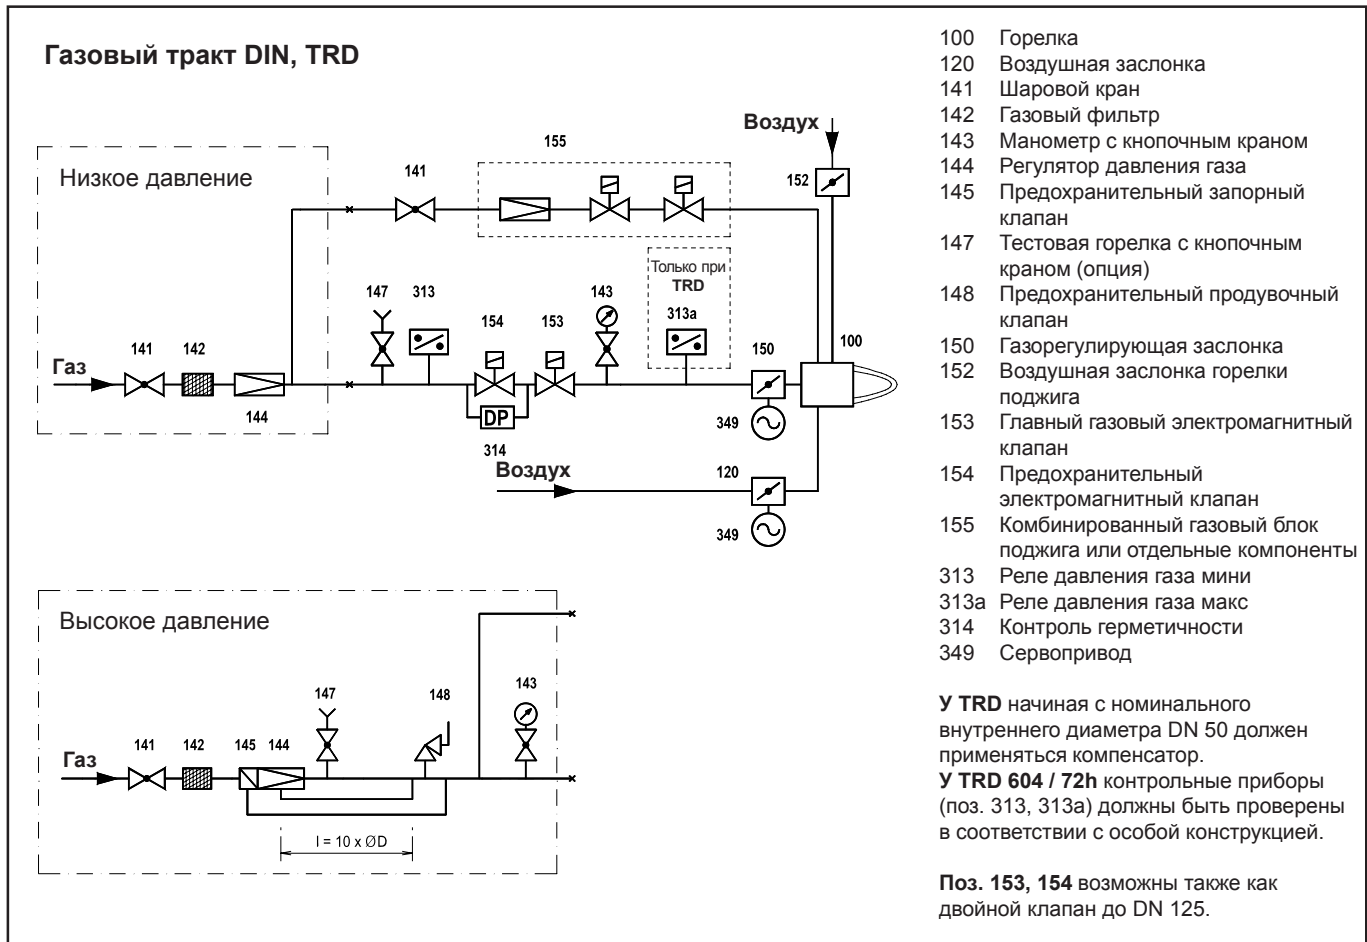 Газовый тракт DIN, TRD
Воздух
155
Низкое давление
141
152
Только при
TRD
147
313
154
153
143
313a
150
100
Газ
141
142
144
DP
314
349
Воздух
120
349
Высокое давление
147
148
143
Газ
141
142
145
144
l = 10 x ØD
100 Горелка
120 Воздушная заслонка
141 Шаровой кран
142 Газовый фильтр
143 Манометр с кнопочным краном
144 Регулятор давления газа
145 Предохранительный запорный
клапан
147 Тестовая горелка с кнопочным
краном (опция)
148 Предохранительный продувочный
клапан
150 Газорегулирующая заслонка
152 Воздушная заслонка горелки
поджига
153 Главный газовый электромагнитный
клапан
154 Предохранительный
электромагнитный клапан
155 Комбинированный газовый блок
поджига или отдельные компоненты
313 Реле давления газа мини
313a Реле давления газа макс
314 Контроль герметичности
349 Сервопривод
У TRD начиная с номинального
внутреннего диаметра DN 50 должен
применяться компенсатор.
У TRD 604 / 72h контрольные приборы
(поз. 313, 313a) должны быть проверены
в соответствии с особой конструкцией.
Поз. 153, 154 возможны также как
двойной клапан до DN 125.